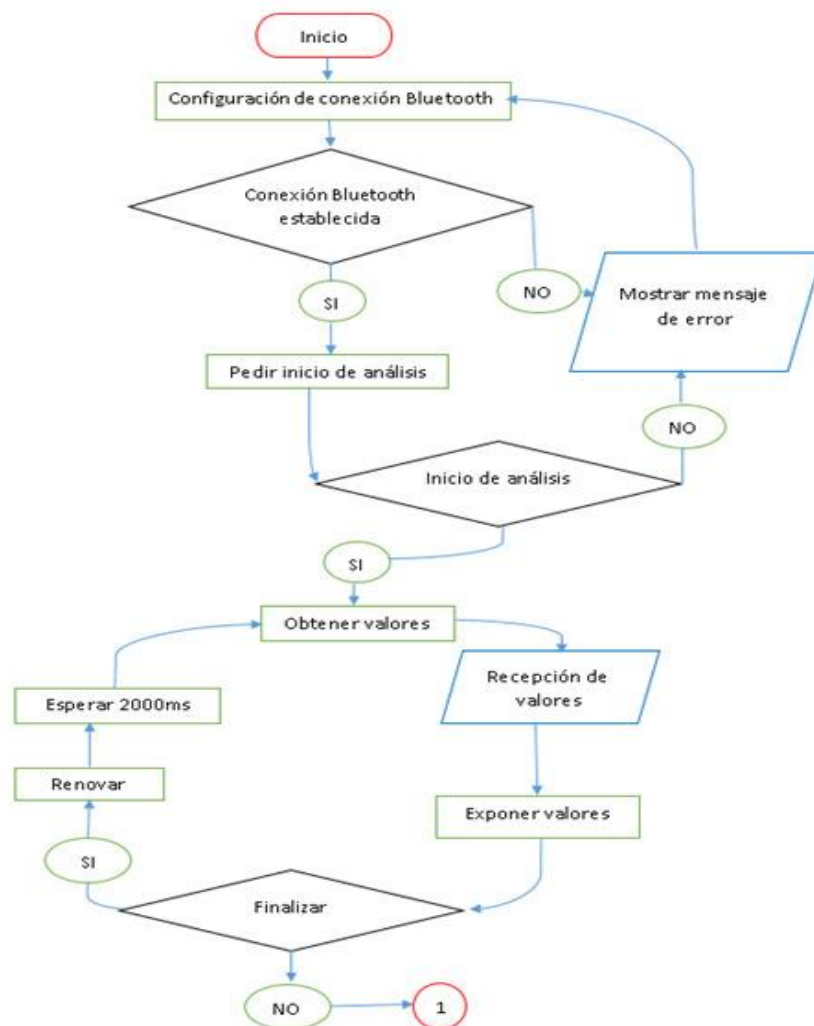 Inicio
Configuración de conexión Bluetooth
Conexión Bluetooth
establecida
SI
NO
Mostrar mensaje
de error
Pedir inicio de análisis
NO
Inicio de análisis
SI
Obtener valores
Recepción de
valores
Esperar 2000ms
Renovar
Exponer valores
SI
Finalizar
NO
1